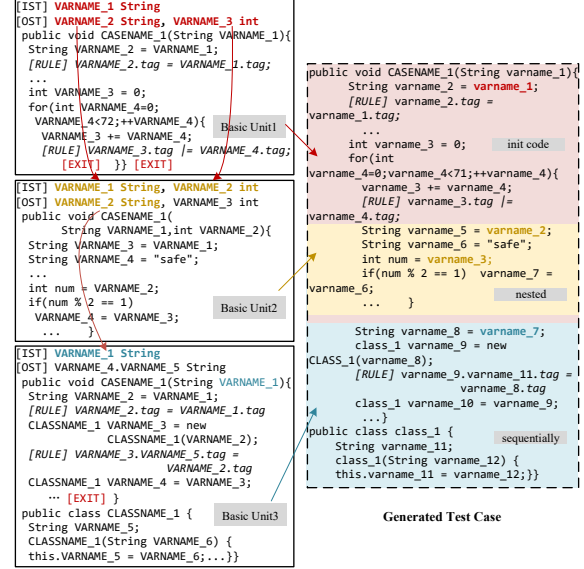 [IST] VARNAME_1 String
[OST] VARNAME_2 String, VARNAME_3 int
public void CASENAME_1(String VARNAME_1){
String VARNAME_2 = VARNAME_1;
[RULE] VARNAME_2.tag = VARNAME_1.tag;
...
int VARNAME_3 = 0;
for(int VARNAME_4=0;
VARNAME_4<72;++VARNAME_4){
VARNAME_3 += VARNAME_4;
[RULE] VARNAME_3.tag |= VARNAME_4.tag;
[EXIT] }} [EXIT]
Basic Unit1
[IST] VARNAME_1 String, VARNAME_2 int
[OST] VARNAME_2 String, VARNAME_3 int
public void CASENAME_1(
String VARNAME_1,int VARNAME_2){
String VARNAME_3 = VARNAME_1;
String VARNAME_4 = "safe";
...
int num = VARNAME_2;
if(num % 2 == 1)
VARNAME_4 = VARNAME_3;
... }
Basic Unit2
[IST] VARNAME_1 String
[OST] VARNAME_4.VARNAME_5 String
public void CASENAME_1(String VARNAME_1){
String VARNAME_2 = VARNAME_1;
[RULE] VARNAME_2.tag = VARNAME_1.tag
CLASSNAME_1 VARNAME_3 = new
CLASSNAME_1(VARNAME_2);
[RULE] VARNAME_3.VARNAME_5.tag =
VARNAME_2.tag
CLASSNAME_1 VARNAME_4 = VARNAME_3;
... [EXIT] }
public class CLASSNAME_1 {
String VARNAME_5;
CLASSNAME_1(String VARNAME_6) {
this.VARNAME_5 = VARNAME_6;...}}
Basic Unit3
public void CASENAME_1(String varname_1){
String varname_2 = varname_1;
[RULE] varname_2.tag =
varname_1.tag;
...
int varname_3 = 0;
for(int
varname_4=0;varname_4<71;++varname_4){
varname_3 += varname_4;
[RULE] varname_3.tag |=
varname_4.tag;
init code
String varname_5 = varname_2;
String varname_6 = "safe";
int num = varname_3;
if(num % 2 == 1) varname_7 =
varname_6;
... }
nested
String varname_8 = varname_7;
class_1 varname_9 = new
CLASS_1(varname_8);
[RULE] varname_9.varname_11.tag =
varname_8.tag
class_1 varname_10 = varname_9;
...}
public class class_1 {
String varname_11;
class_1(String varname_12) {
this.varname_11 = varname_12;}}
sequentially
Generated Test Case